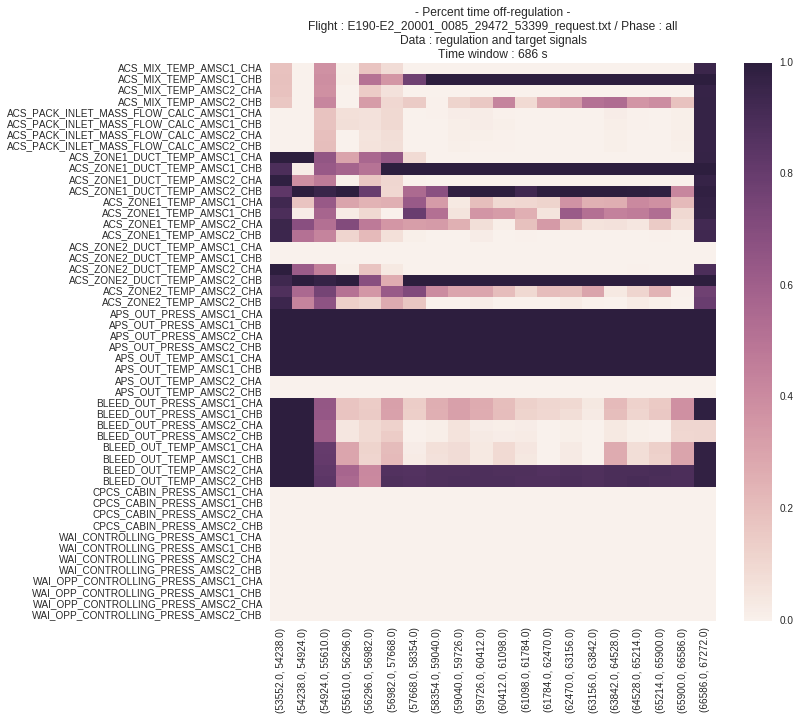 - Percent time off-regulation -
Flight : E190-E2_20001_0085_29472_53399_request.txt / Phase : all
Data : regulation and target signals
Time window : 686 s
ACS_MIX_TEMP_AMSC1_CHA
ACS_MIX_TEMP_AMSC1_CHB
ACS_MIX_TEMP_AMSC2_CHA
ACS_MIX_TEMP_AMSC2_CHB
ACS_PACK_INLET_MASS_FLOW_CALC_AMSC1_CHA
ACS_PACK_INLET_MASS_FLOW_CALC_AMSC1_CHB
ACS_PACK_INLET_MASS_FLOW_CALC_AMSC2_CHA
ACS_PACK_INLET_MASS_FLOW_CALC_AMSC2_CHB
ACS_ZONE1_DUCT_TEMP_AMSC1_CHA
ACS_ZONE1_DUCT_TEMP_AMSC1_CHB
ACS_ZONE1_DUCT_TEMP_AMSC2_CHA
ACS_ZONE1_DUCT_TEMP_AMSC2_CHB
ACS_ZONE1_TEMP_AMSC1_CHA
ACS_ZONE1_TEMP_AMSC1_CHB
ACS_ZONE1_TEMP_AMSC2_CHA
ACS_ZONE1_TEMP_AMSC2_CHB
ACS_ZONE2_DUCT_TEMP_AMSC1_CHA
ACS_ZONE2_DUCT_TEMP_AMSC1_CHB
ACS_ZONE2_DUCT_TEMP_AMSC2_CHA
ACS_ZONE2_DUCT_TEMP_AMSC2_CHB
ACS_ZONE2_TEMP_AMSC2_CHA
ACS_ZONE2_TEMP_AMSC2_CHB
APS_OUT_PRESS_AMSC1_CHA
APS_OUT_PRESS_AMSC1_CHB
APS_OUT_PRESS_AMSC2_CHA
APS_OUT_PRESS_AMSC2_CHB
APS_OUT_TEMP_AMSC1_CHA
APS_OUT_TEMP_AMSC1_CHB
APS_OUT_TEMP_AMSC2_CHA
APS_OUT_TEMP_AMSC2_CHB
BLEED_OUT_PRESS_AMSC1_CHA
BLEED_OUT_PRESS_AMSC1_CHB
BLEED_OUT_PRESS_AMSC2_CHA
BLEED_OUT_PRESS_AMSC2_CHB
BLEED_OUT_TEMP_AMSC1_CHA
BLEED_OUT_TEMP_AMSC1_CHB
BLEED_OUT_TEMP_AMSC2_CHA
BLEED_OUT_TEMP_AMSC2_CHB
CPCS_CABIN_PRESS_AMSC1_CHA
CPCS_CABIN_PRESS_AMSC1_CHB
CPCS_CABIN_PRESS_AMSC2_CHA
CPCS_CABIN_PRESS_AMSC2_CHB
WAI_CONTROLLING_PRESS_AMSC1_CHA
WAI_CONTROLLING_PRESS_AMSC1_CHB
WAI_CONTROLLING_PRESS_AMSC2_CHA
WAI_CONTROLLING_PRESS_AMSC2_CHB
WAI_OPP_CONTROLLING_PRESS_AMSC1_CHA
WAI_OPP_CONTROLLING_PRESS_AMSC1_CHB
WAI_OPP_CONTROLLING_PRESS_AMSC2_CHA
WAI_OPP_CONTROLLING_PRESS_AMSC2_CHB
(53552.0, 54238.0)
(54238.0, 54924.0)
(54924.0, 55610.0)
(55610.0, 56296.0)
(56296.0, 56982.0)
(56982.0, 57668.0)
(57668.0, 58354.0)
(58354.0, 59040.0)
(59040.0, 59726.0)
(59726.0, 60412.0)
(60412.0, 61098.0)
(61098.0, 61784.0)
(61784.0, 62470.0)
(62470.0, 63156.0)
(63156.0, 63842.0)
(63842.0, 64528.0)
(64528.0, 65214.0)
(65214.0, 65900.0)
(65900.0, 66586.0)
(66586.0, 67272.0)
1.0
0.8
0.6
0.4
0.2
0.0